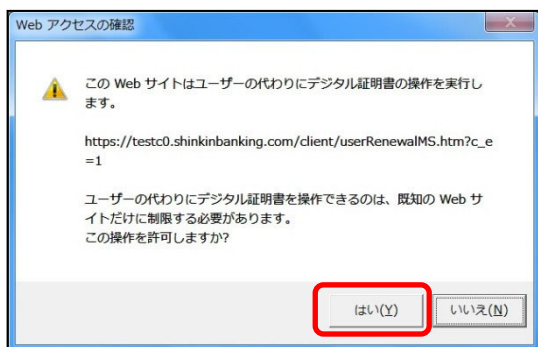 Web アクセスの確認
この Web サイトはユーザーの代わりにデジタル証明書の操作を実行し
ます。
https://testc0.shinkinbanking.com/client/userRenewalMS.htm?c_e
=1
ユーザーの代わりにデジタル証明書を操作できるのは、既知の Web サ
イトだけに制限する必要があります。
この操作を許可しますか?
はい(Y) いいえ(N)